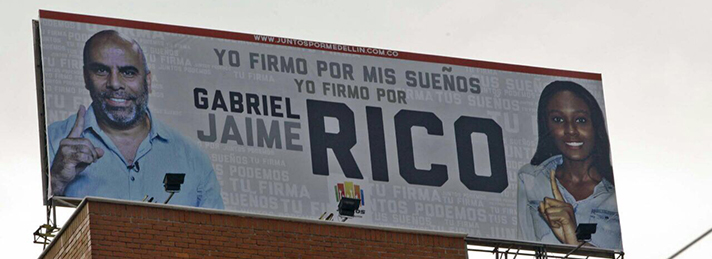 WWW.JUNTOSPORMEDELLIN.COM.CO
YO FIRMO POR MIS SUEÑOS
YO FIRMO POR
GABRIEL
JAIME
RICO